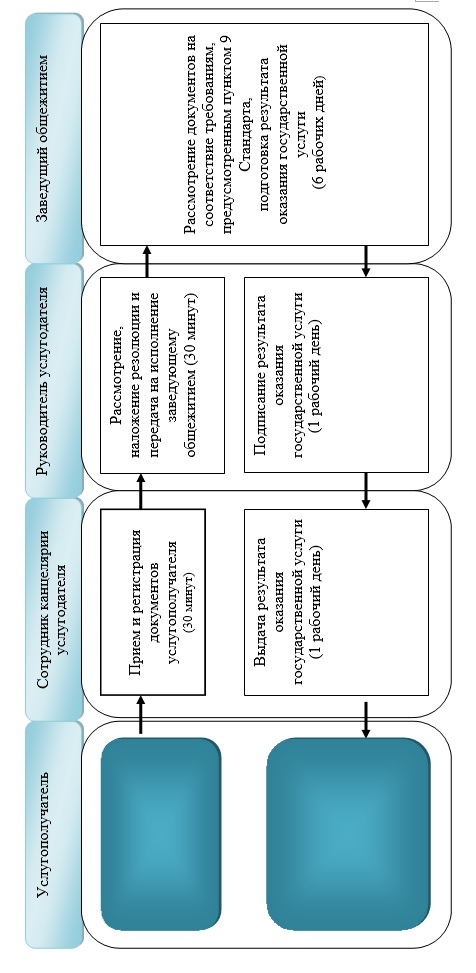 Услугополучатель
Сотрудник канцелярии
услугодателя
Руководитель услугодателя
Заведущий общежитием
Прием и регистрация
документов
услугополучателя
(30 минут)
Рассмотрение,
наложение резолюции и
передача на исполнение
заведующему
общежитием (30 минут)
Рассмотрение документов на
соответствие требованиям,
предусмотренным пунктом 9
Стандарта,
подготовка результата
оказания государственной
услуги
(6 рабочих дней)
Выдача результата
оказания
государственной услуги
(1 рабочий день)
Подписание результата
оказания
государственной услуги
(1 рабочий день)